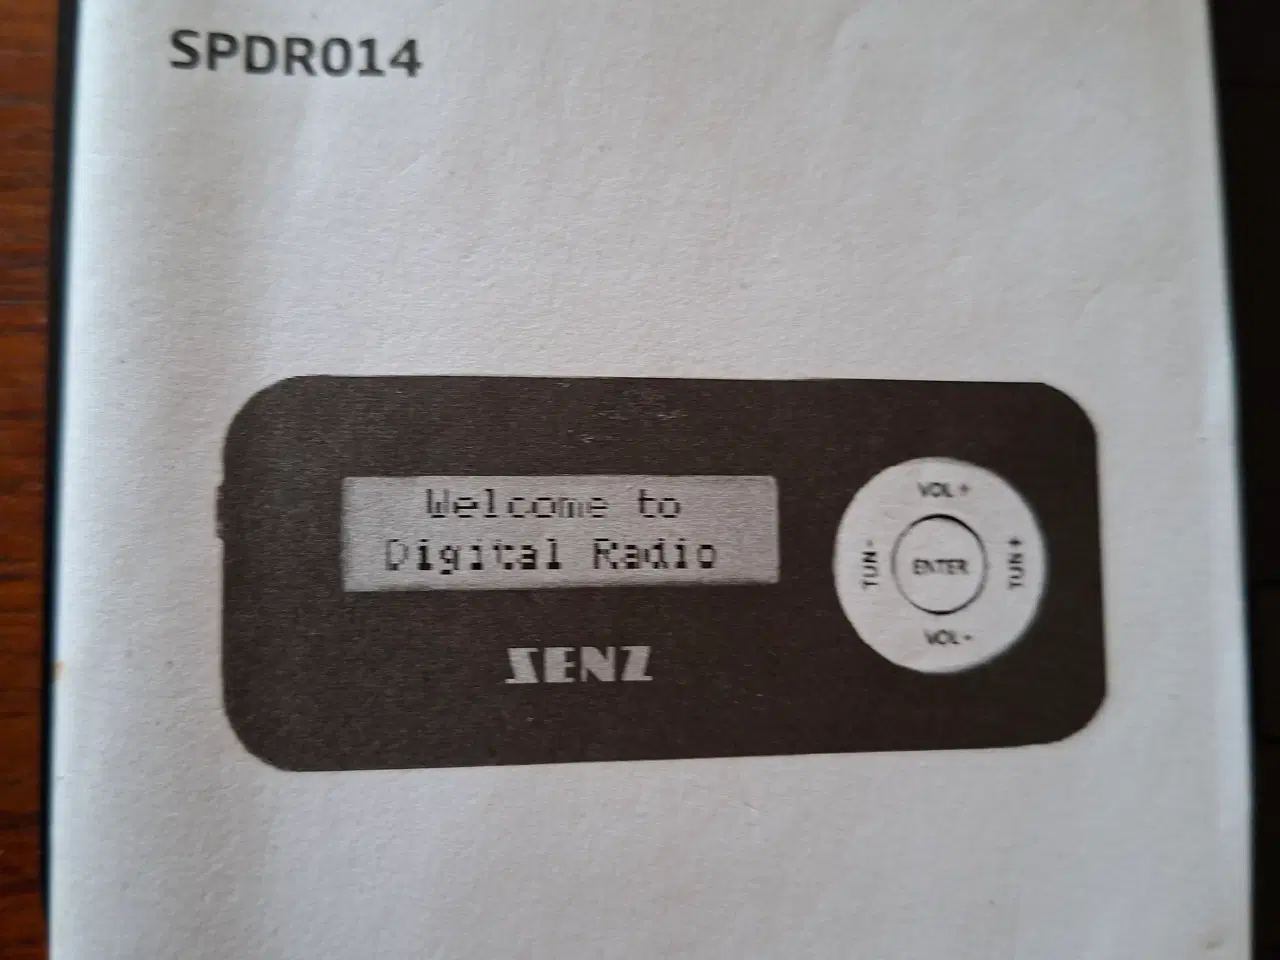 SPDR014
Welcome to
Digital Radio
SENZ
VOL+
TUN-
ENTER
TUN+
VOL-